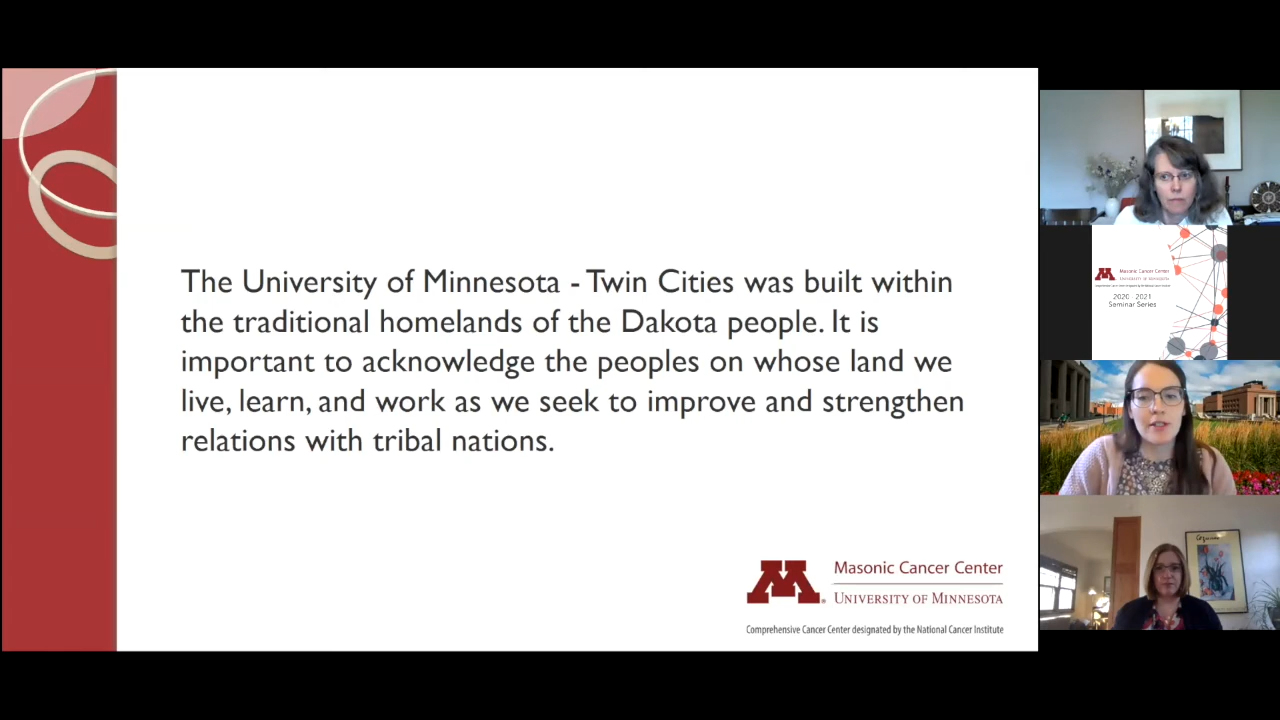 The University of Minnesota - Twin Cities was built within
the traditional homelands of the Dakota people. It is
important to acknowledge the peoples on whose land we
live, learn, and work as we seek to improve and strengthen
relations with tribal nations.
M
Masonic Cancer Center
UNIVERSITY OF MINNESOTA
Comprehensive Cancer Center designated by the National Cancer Institute
M
Masonic Cancer Center
UNIVERSITY OF MINNESOTA
2020 - 2021
Seminar Series